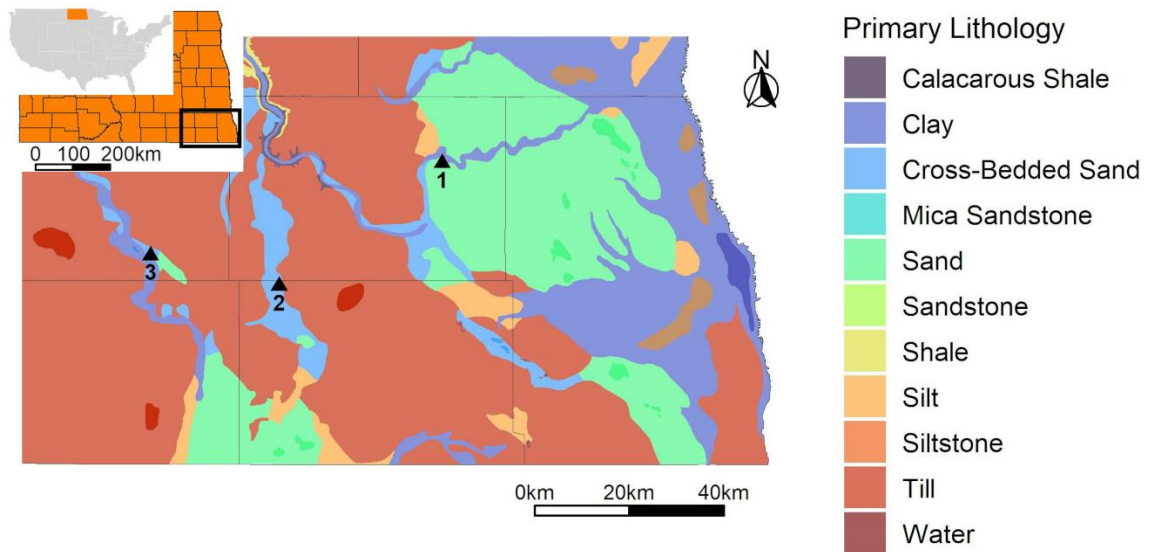 0 100 200km
N
1
2
3
0km 20km 40km
Primary Lithology
Calacarous Shale
Clay
Cross-Bedded Sand
Mica Sandstone
Sand
Sandstone
Shale
Silt
Siltstone
Till
Water